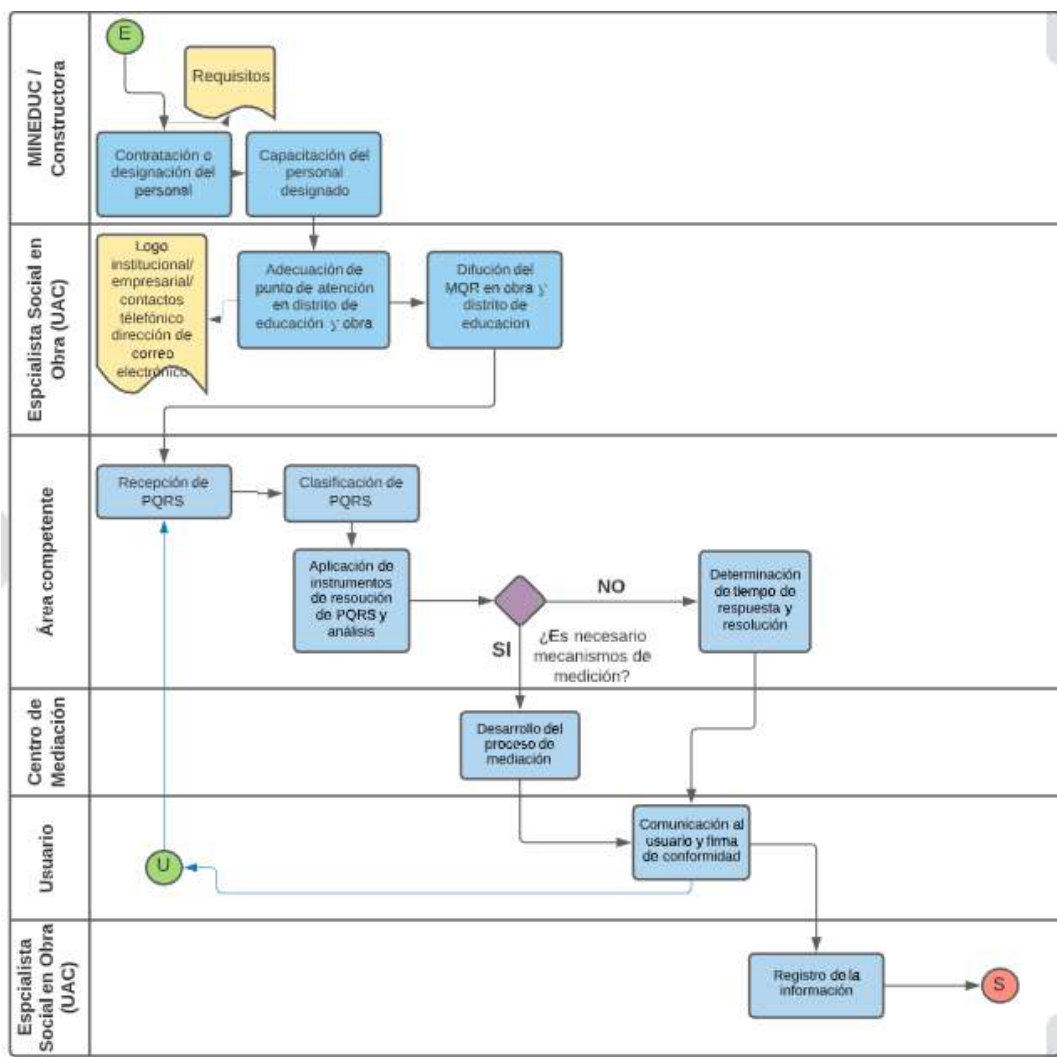 MINEDUC /
Constructora
E
Requisitos
Contratación o
designación del
personal
Capacitación del
personal
designado
Espcialista Social en
Obra (UAC)
Logo
institucional/
empresarial/
contactos
télefónico
dirección de
correo
electrónico
Adecuación de
punto de atención
en distrito de
educación y obra
Difución del
MQR en obra y
distrito de
educacion
Área competente
Recepción de
PQRS
Clasificación de
PQRS
Aplicación de
instrumentos
de resoución
de PQRS y
análisis
NO
SI
¿Es necesario
mecanismos de
medición?
Determinación
de tiempo de
respuesta y
resolución
Centro de
Mediación
Desarrollo del
proceso de
mediación
Usuario
U
Comunicación al
usuario y firma
de conformidad
Espcialista
Social en Obra
(UAC)
Registro de la
información
S